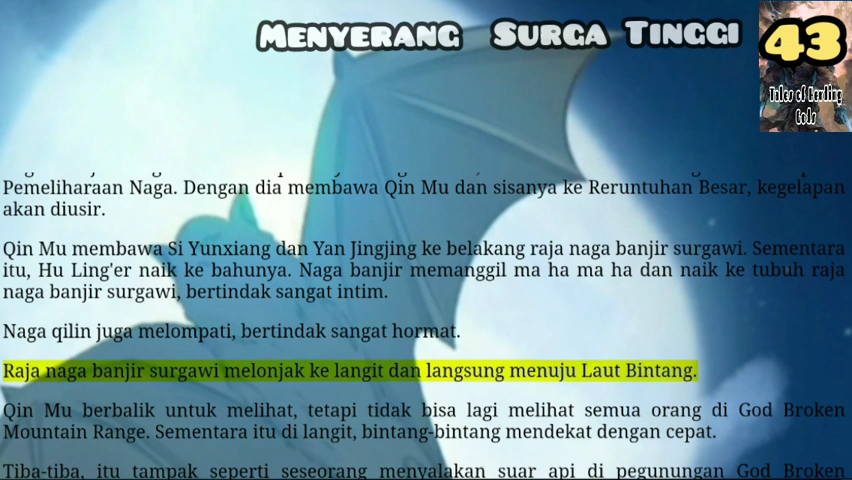 MENYERANG SURGA TINGGI
43
Tales of Herding
Gods
Pemeliharaan Naga. Dengan dia membawa Qin Mu dan sisanya ke Reruntuhan Besar, kegelapan
akan diusir.
Qin Mu membawa Si Yunxiang dan Yan Jingjing ke belakang raja naga banjir surgawi. Sementara
itu, Hu Ling'er naik ke bahunya. Naga banjir memanggil ma ha ma ha dan naik ke tubuh raja
naga banjir surgawi, bertindak sangat intim.
Naga qilin juga melompati, bertindak sangat hormat.
Raja naga banjir surgawi melonjak ke langit dan langsung menuju Laut Bintang.
Qin Mu berbalik untuk melihat, tetapi tidak bisa lagi melihat semua orang di God Broken
Mountain Range. Sementara itu di langit, bintang-bintang mendekat dengan cepat.
Tiba-tiba, itu tampak seperti seseorang menyalakan suar api di pegunungan God Broken